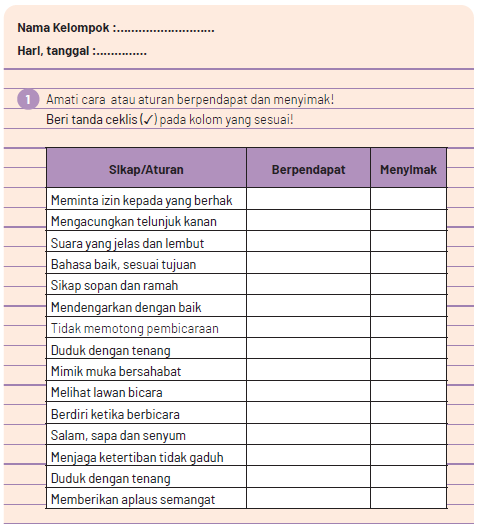 Nama Kelompok :...........................
Hari, tanggal :..............
1 Amati cara atau aturan berpendapat dan menyimak!
Beri tanda ceklis (✓) pada kolom yang sesuai!
Sikap/Aturan Berpendapat Menyimak
Meminta izin kepada yang berhak
Mengacungkan telunjuk kanan
Suara yang jelas dan lembut
Bahasa baik, sesuai tujuan
Sikap sopan dan ramah
Mendengarkan dengan baik
Tidak memotong pembicaraan
Duduk dengan tenang
Mimik muka bersahabat
Melihat lawan bicara
Berdiri ketika berbicara
Salam, sapa dan senyum
Menjaga ketertiban tidak gaduh
Duduk dengan tenang
Memberikan aplaus semangat